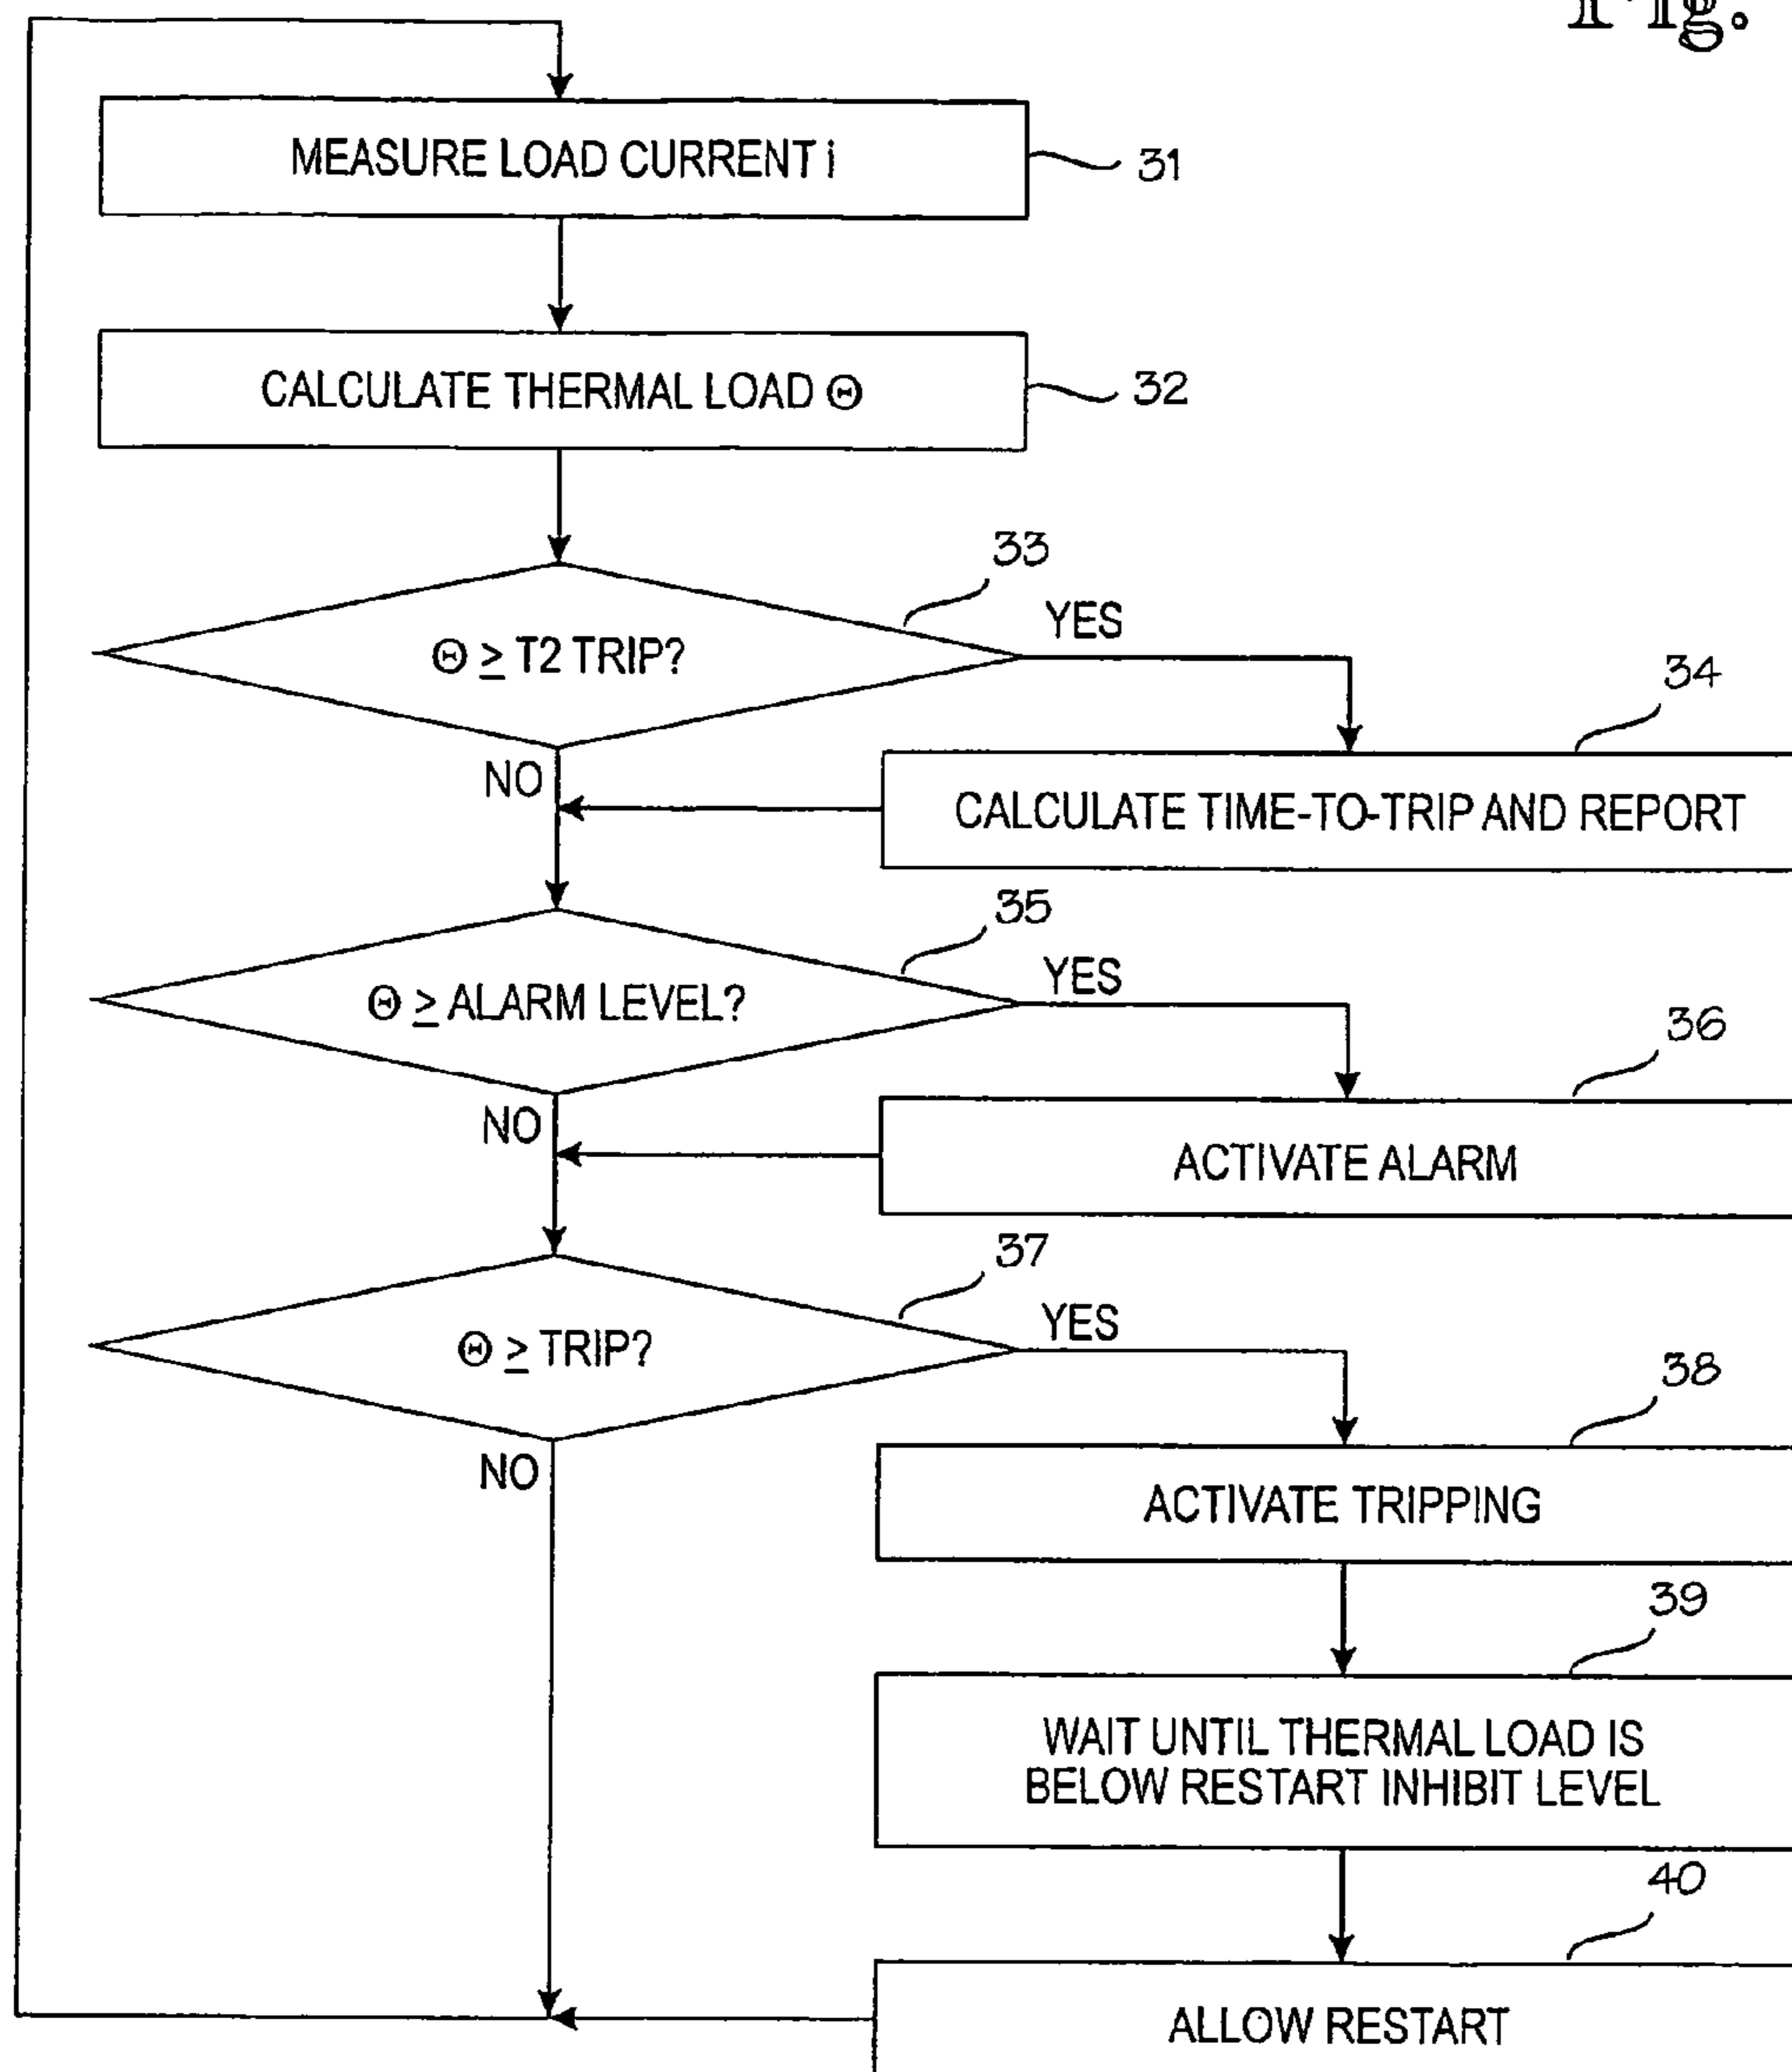 Fig.
MEASURE LOAD CURRENT i
31
CALCULATE THERMAL LOAD Θ
32
33
Θ ≥ T2 TRIP?
YES
34
NO
CALCULATE TIME-TO-TRIP AND REPORT
35
Θ ≥ ALARM LEVEL?
YES
36
NO
ACTIVATE ALARM
37
Θ ≥ TRIP?
YES
38
NO
ACTIVATE TRIPPING
39
WAIT UNTIL THERMAL LOAD IS
BELOW RESTART INHIBIT LEVEL
40
ALLOW RESTART